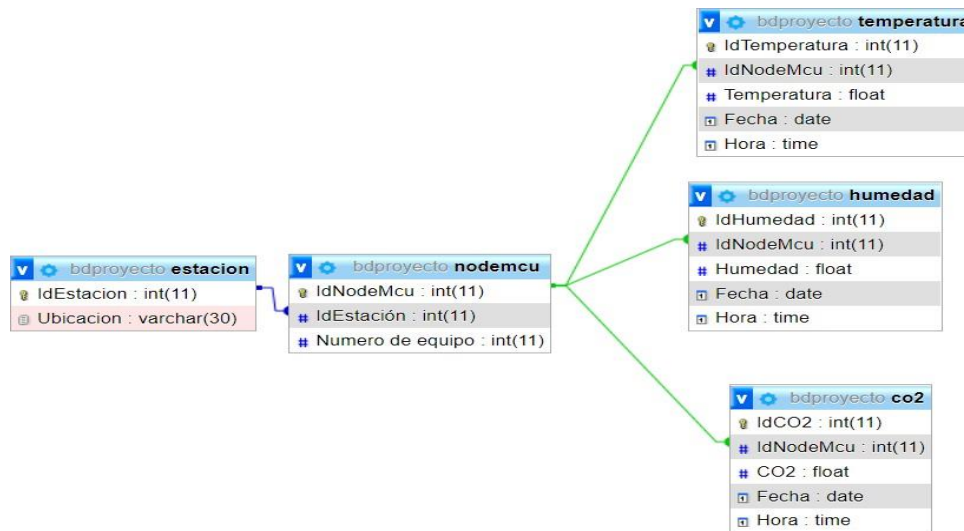 bdproyecto estacion
IdEstacion : int(11)
Ubicacion : varchar(30)
bdproyecto nodemcu
IdNodeMcu : int(11)
IdEstación : int(11)
Numero de equipo : int(11)
bdproyecto temperatura
IdTemperatura : int(11)
IdNodeMcu : int(11)
Temperatura : float
Fecha : date
Hora : time
bdproyecto humedad
IdHumedad : int(11)
IdNodeMcu : int(11)
Humedad : float
Fecha : date
Hora : time
bdproyecto co2
IdCO2 : int(11)
IdNodeMcu : int(11)
CO2 : float
Fecha : date
Hora : time